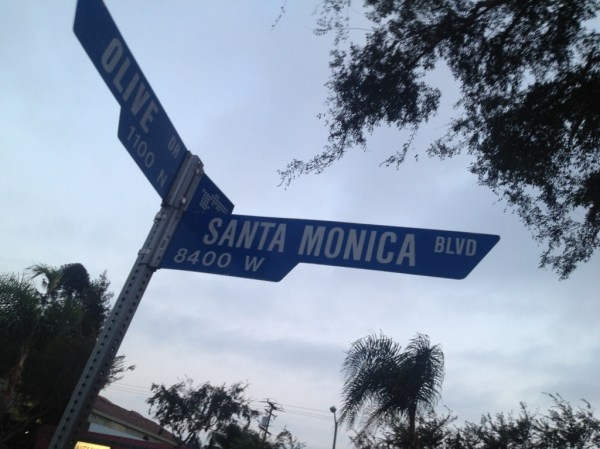 OLIVE DR
1100 N
SANTA MONICA BLVD
8400 W